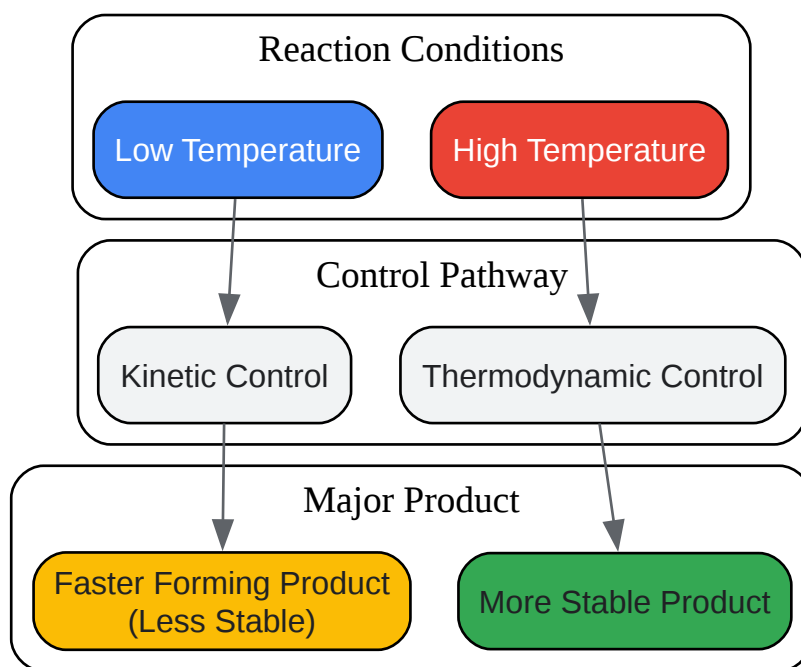 Reaction Conditions
Low Temperature
High Temperature
Control Pathway
Kinetic Control
Thermodynamic Control
Major Product
Faster Forming Product
(Less Stable)
More Stable Product